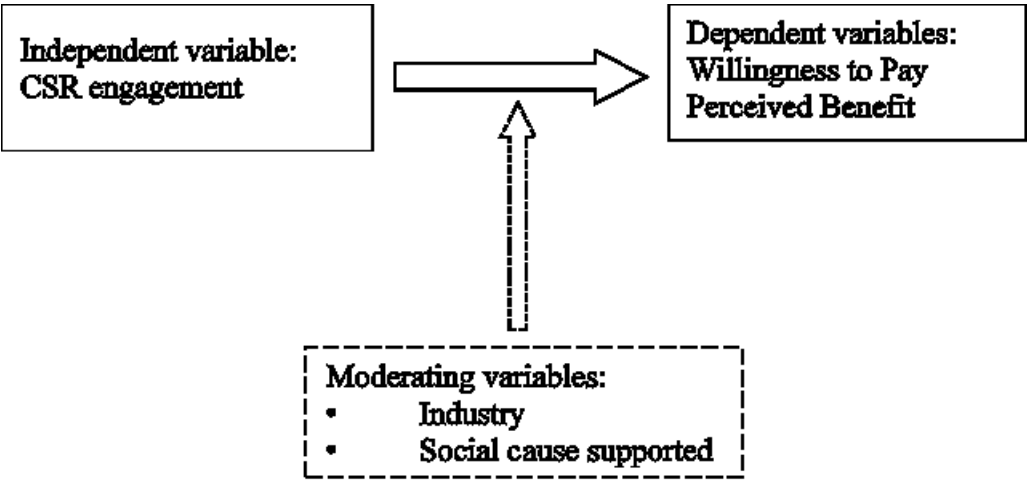 Independent variable:
CSR engagement
Dependent variables:
Willingness to Pay
Perceived Benefit
Moderating variables:
• Industry
• Social cause supported